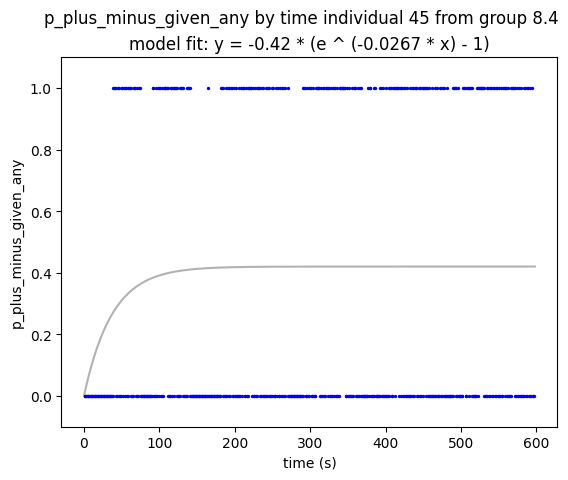 p_plus_minus_given_any by time individual 45 from group 8.4
model fit: y = -0.42 * (e ^ (-0.0267 * x) - 1)
p_plus_minus_given_any
1.0
0.8
0.6
0.4
0.2
0.0
0 100 200 300 400 500 600
time (s)